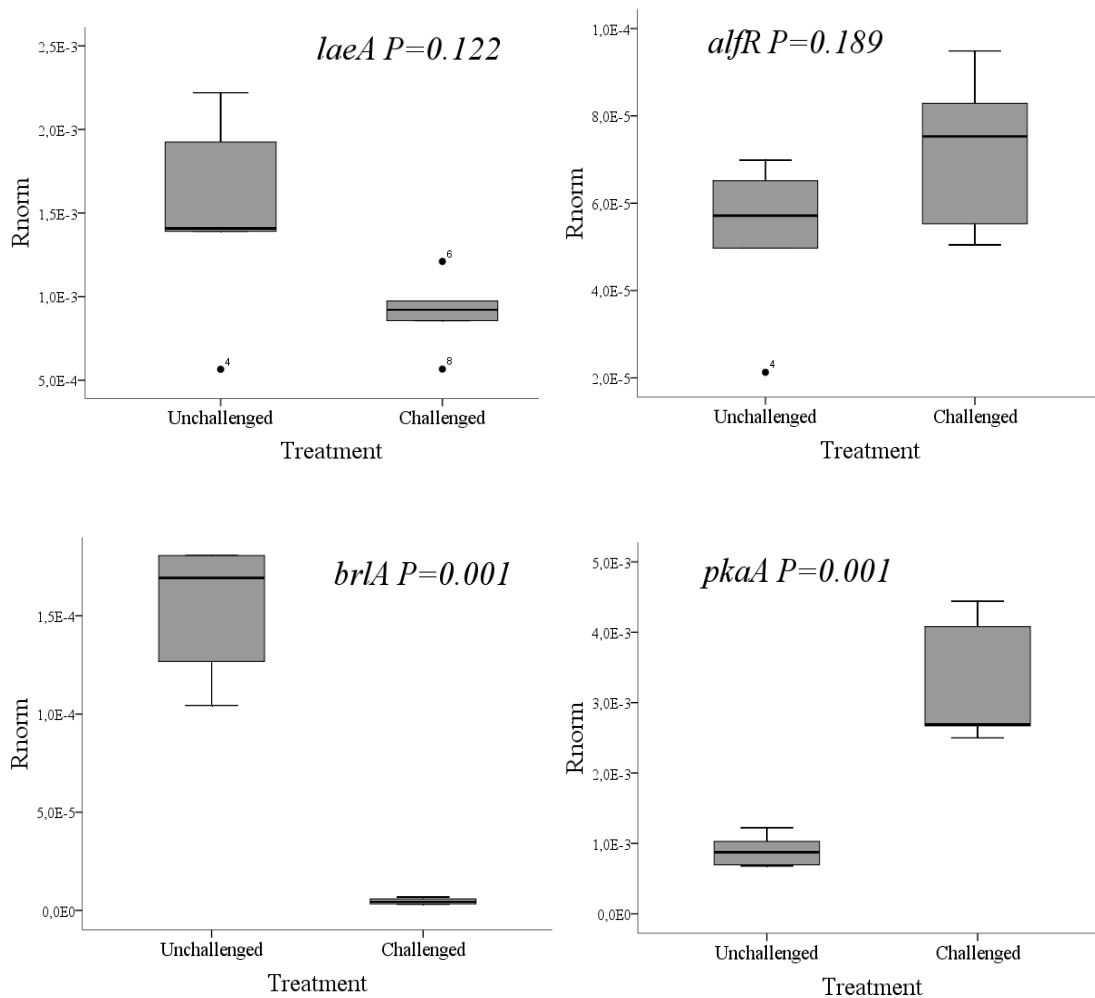 laeA P=0.122
2,5E-3
2,0E-3
1,5E-3
1,0E-3
5,0E-4
Rnorm
4
6
8
Unchallenged Challenged
Treatment
alfR P=0.189
1,0E-4
8,0E-5
6,0E-5
4,0E-5
2,0E-5
Rnorm
4
Unchallenged Challenged
Treatment
brlA P=0.001
1,5E-4
1,0E-4
5,0E-5
0,0E0
Rnorm
Unchallenged Challenged
Treatment
pkaA P=0.001
5,0E-3
4,0E-3
3,0E-3
2,0E-3
1,0E-3
0,0E0
Rnorm
Unchallenged Challenged
Treatment